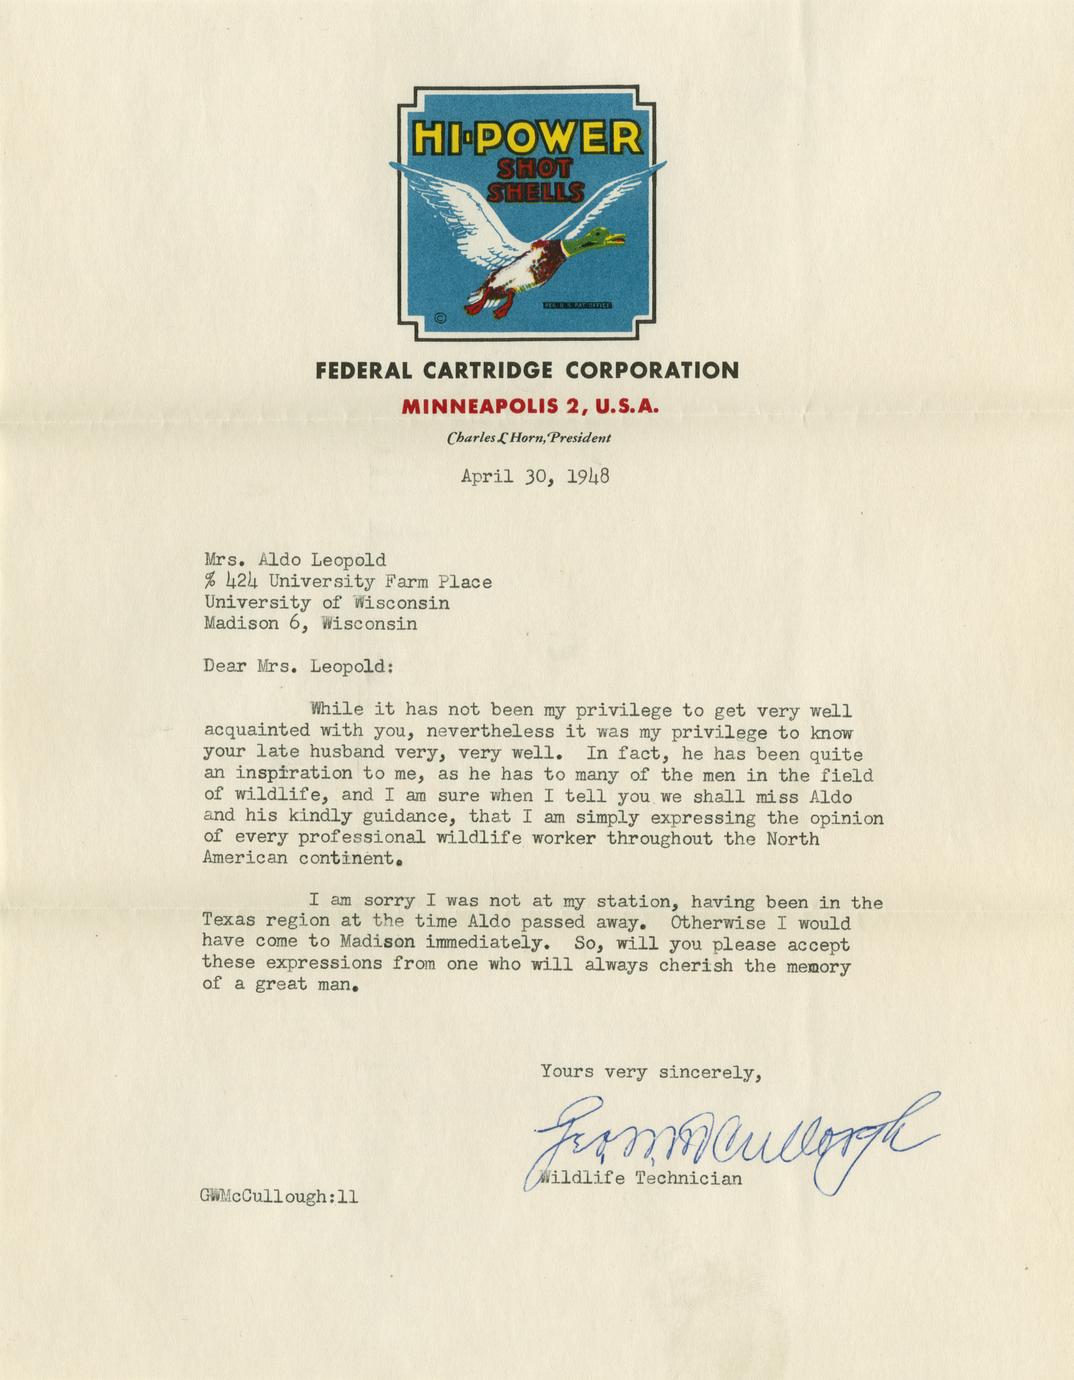 HI-POWER
SHOT
SHELLS
REG. U.S. PAT. OFFICE
©
FEDERAL CARTRIDGE CORPORATION
MINNEAPOLIS 2, U.S.A.
Charles L Horn, President
April 30, 1948
Mrs. Aldo Leopold
% 424 University Farm Place
University of Wisconsin
Madison 6, Wisconsin
Dear Mrs. Leopold:
While it has not been my privilege to get very well
acquainted with you, nevertheless it was my privilege to know
your late husband very, very well. In fact, he has been quite
an inspiration to me, as he has to many of the men in the field
of wildlife, and I am sure when I tell you we shall miss Aldo
and his kindly guidance, that I am simply expressing the opinion
of every professional wildlife worker throughout the North
American continent.
I am sorry I was not at my station, having been in the
Texas region at the time Aldo passed away. Otherwise I would
have come to Madison immediately. So, will you please accept
these expressions from one who will always cherish the memory
of a great man.
Yours very sincerely,
Geo. W. McCullough
Wildlife Technician
GWMcCullough:ll